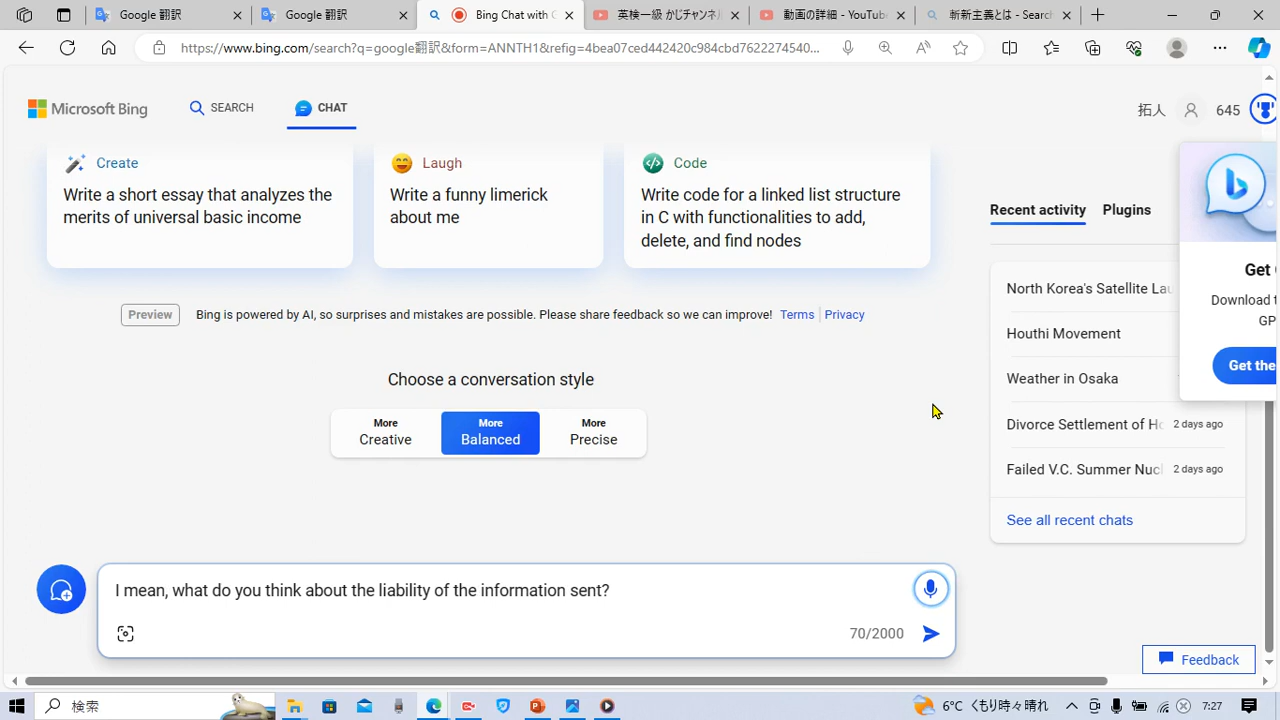 Google 翻訳
Google 翻訳
Bing Chat with G
英検一級 かじチャンネル
動画の詳細 - YouTube
斬新主義とは - Search
https://www.bing.com/search?q=google翻訳&form=ANNTH1&refig=4bea07ced442420c984cbd7622274540...
Microsoft Bing
SEARCH
CHAT
拓人
645
Create
Write a short essay that analyzes the
merits of universal basic income
Laugh
Write a funny limerick
about me
Code
Write code for a linked list structure
in C with functionalities to add,
delete, and find nodes
Recent activity
Plugins
Get
Download t
GP
Get the
North Korea's Satellite Lau
Houthi Movement
Weather in Osaka
Divorce Settlement of Ho
2 days ago
Failed V.C. Summer Nucl
2 days ago
See all recent chats
Preview
Bing is powered by AI, so surprises and mistakes are possible. Please share feedback so we can improve!
Terms
Privacy
Choose a conversation style
More
Creative
More
Balanced
More
Precise
I mean, what do you think about the liability of the information sent?
70/2000
Feedback
検索
6°C くもり時々晴れ
7:27